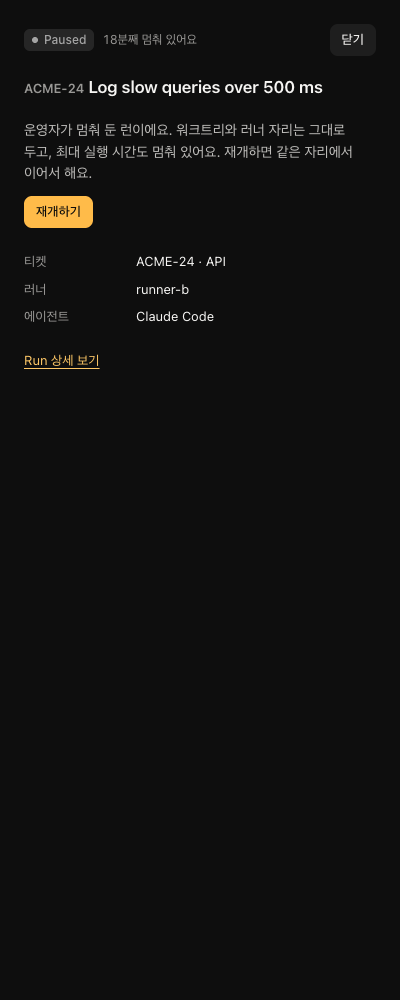 Paused 18분째 멈춰 있어요 닫기
ACME-24 Log slow queries over 500 ms
운영자가 멈춰 둔 런이에요. 워크트리와 러너 자리는 그대로
두고, 최대 실행 시간도 멈춰 있어요. 재개하면 같은 자리에서
이어서 해요.
재개하기
티켓 ACME-24 · API
러너 runner-b
에이전트 Claude Code
Run 상세 보기